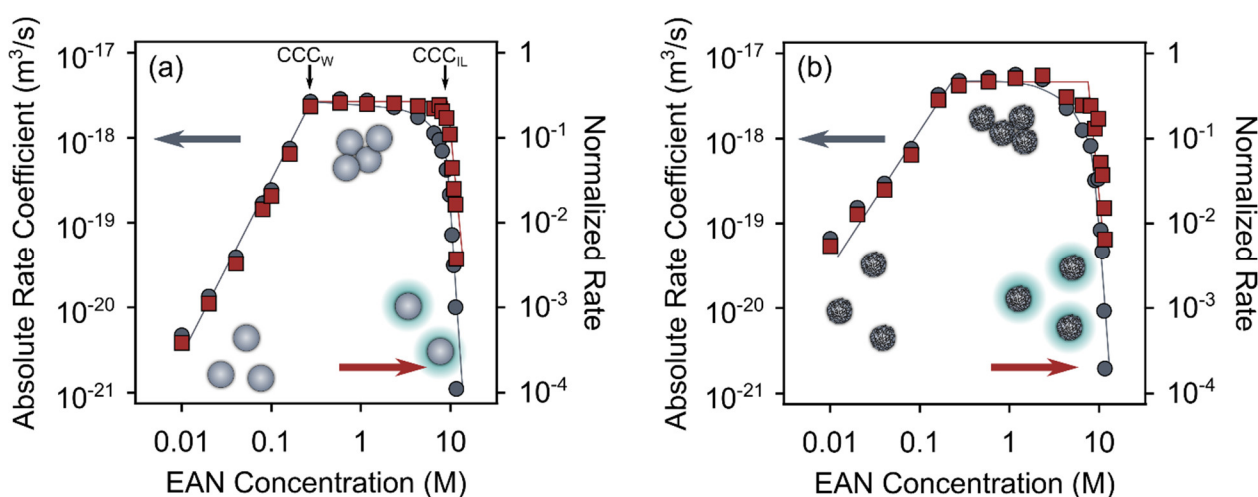 (a)
CCC_W
CCC_IL
Absolute Rate Coefficient (m³/s)
10⁻¹⁷
10⁻¹⁸
10⁻¹⁹
10⁻²⁰
10⁻²¹
1
10⁻¹
10⁻²
10⁻³
10⁻⁴
Normalized Rate
0.01
0.1
1
10
EAN Concentration (M)
(b)
Absolute Rate Coefficient (m³/s)
10⁻¹⁷
10⁻¹⁸
10⁻¹⁹
10⁻²⁰
10⁻²¹
1
10⁻¹
10⁻²
10⁻³
10⁻⁴
Normalized Rate
0.01
0.1
1
10
EAN Concentration (M)